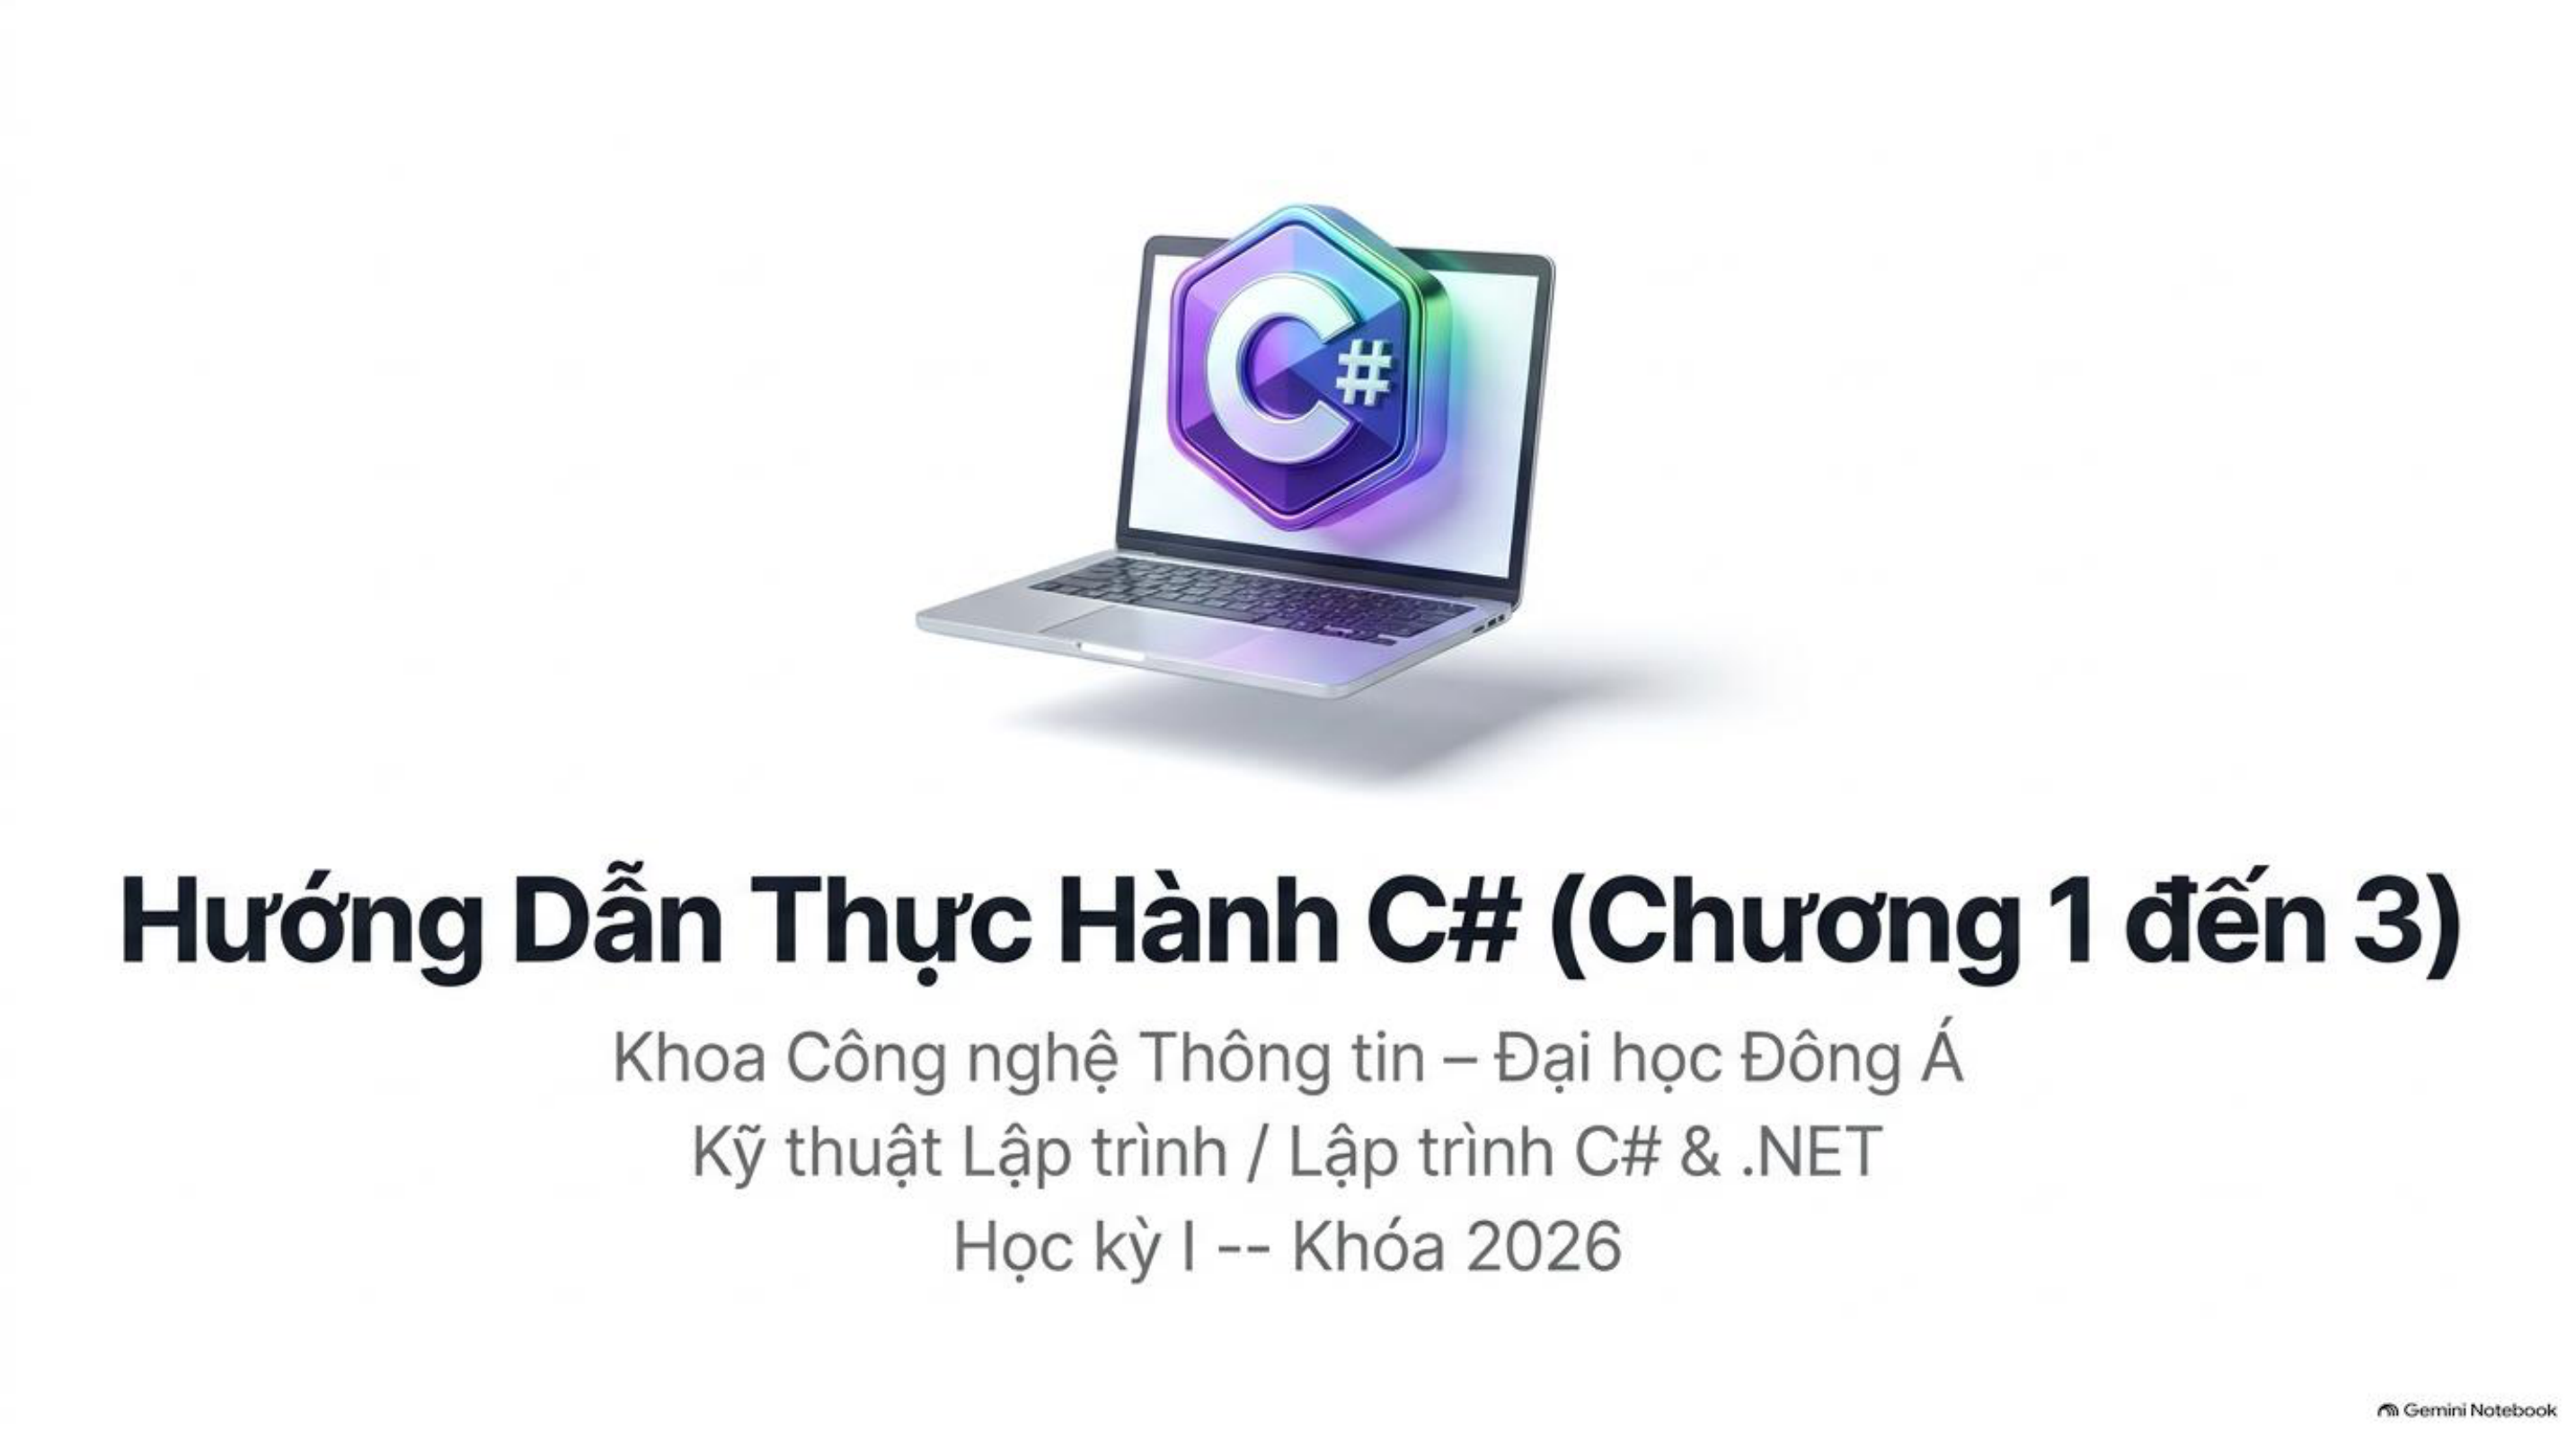 C#
Hướng Dẫn Thực Hành C# (Chương 1 đến 3)
Khoa Công nghệ Thông tin – Đại học Đông Á
Kỹ thuật Lập trình / Lập trình C# & .NET
Học kỳ I -- Khóa 2026
Gemini Notebook